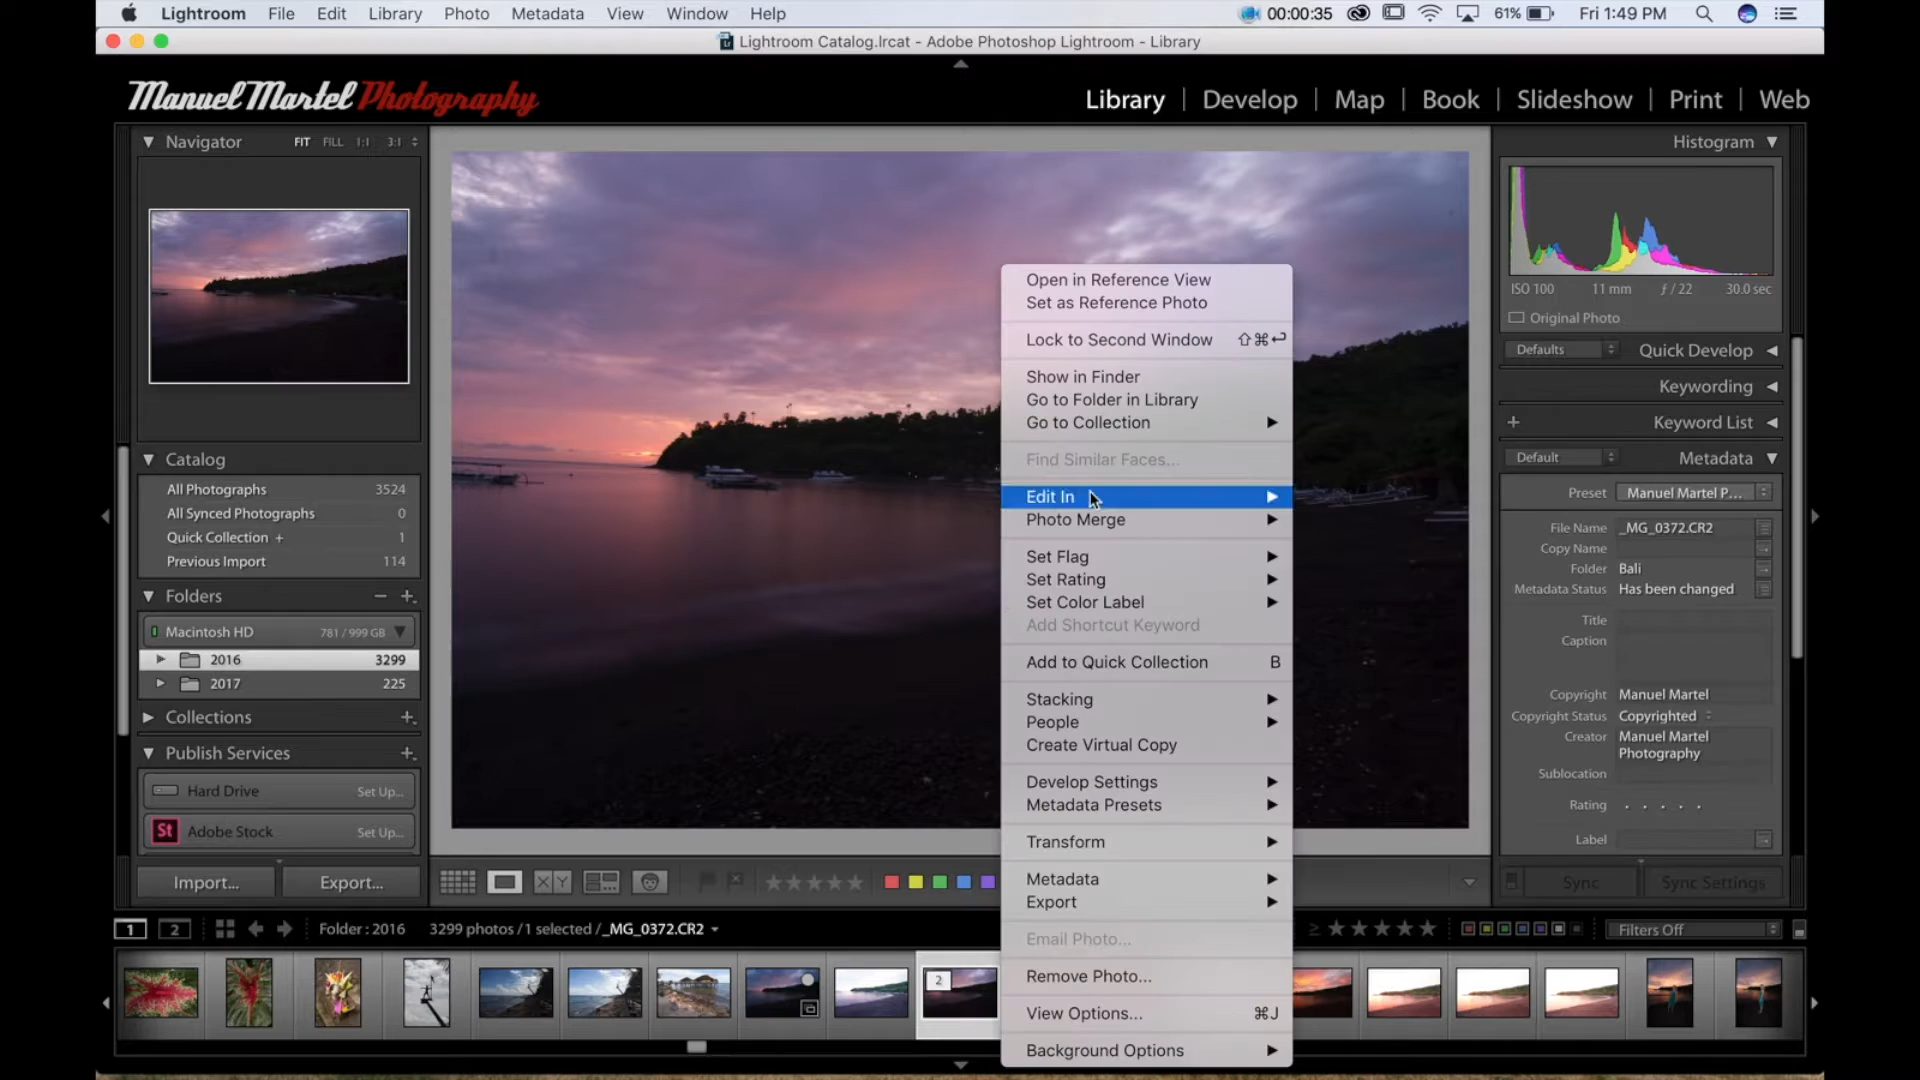 Lightroom File Edit Library Photo Metadata View Window Help 00:00:35 61% Fri 1:49 PM
Lightroom Catalog.lrcat - Adobe Photoshop Lightroom - Library
Manuel Martel Photography
Library | Develop | Map | Book | Slideshow | Print | Web
Navigator FIT FILL 1:1 3:1
Catalog
All Photographs 3524
All Synced Photographs 0
Quick Collection + 1
Previous Import 114
Folders
Macintosh HD 781 / 999 GB
2016 3299
2017 225
Collections
Publish Services
Hard Drive Set Up...
St Adobe Stock Set Up...
Import... Export...
Open in Reference View
Set as Reference Photo
Lock to Second Window ⇧⌘↩
Show in Finder
Go to Folder in Library
Go to Collection
Find Similar Faces...
Edit In
Photo Merge
Set Flag
Set Rating
Set Color Label
Add Shortcut Keyword
Add to Quick Collection B
Stacking
People
Create Virtual Copy
Develop Settings
Metadata Presets
Transform
Metadata
Export
Email Photo...
Remove Photo...
View Options... ⌘J
Background Options
Histogram
ISO 100 11 mm ƒ / 22 30.0 sec
Original Photo
Defaults Quick Develop
Keywording
Keyword List
Default Metadata
Preset Manuel Martel P...
File Name _MG_0372.CR2
Copy Name
Folder Bali
Metadata Status Has been changed
Title
Caption
Copyright Manuel Martel
Copyright Status Copyrighted
Creator Manuel Martel
Photography
Sublocation
Rating
Label
Sync Sync Settings
X Y
1 2 Folder : 2016 3299 photos / 1 selected / _MG_0372.CR2
≥ Filters Off
2